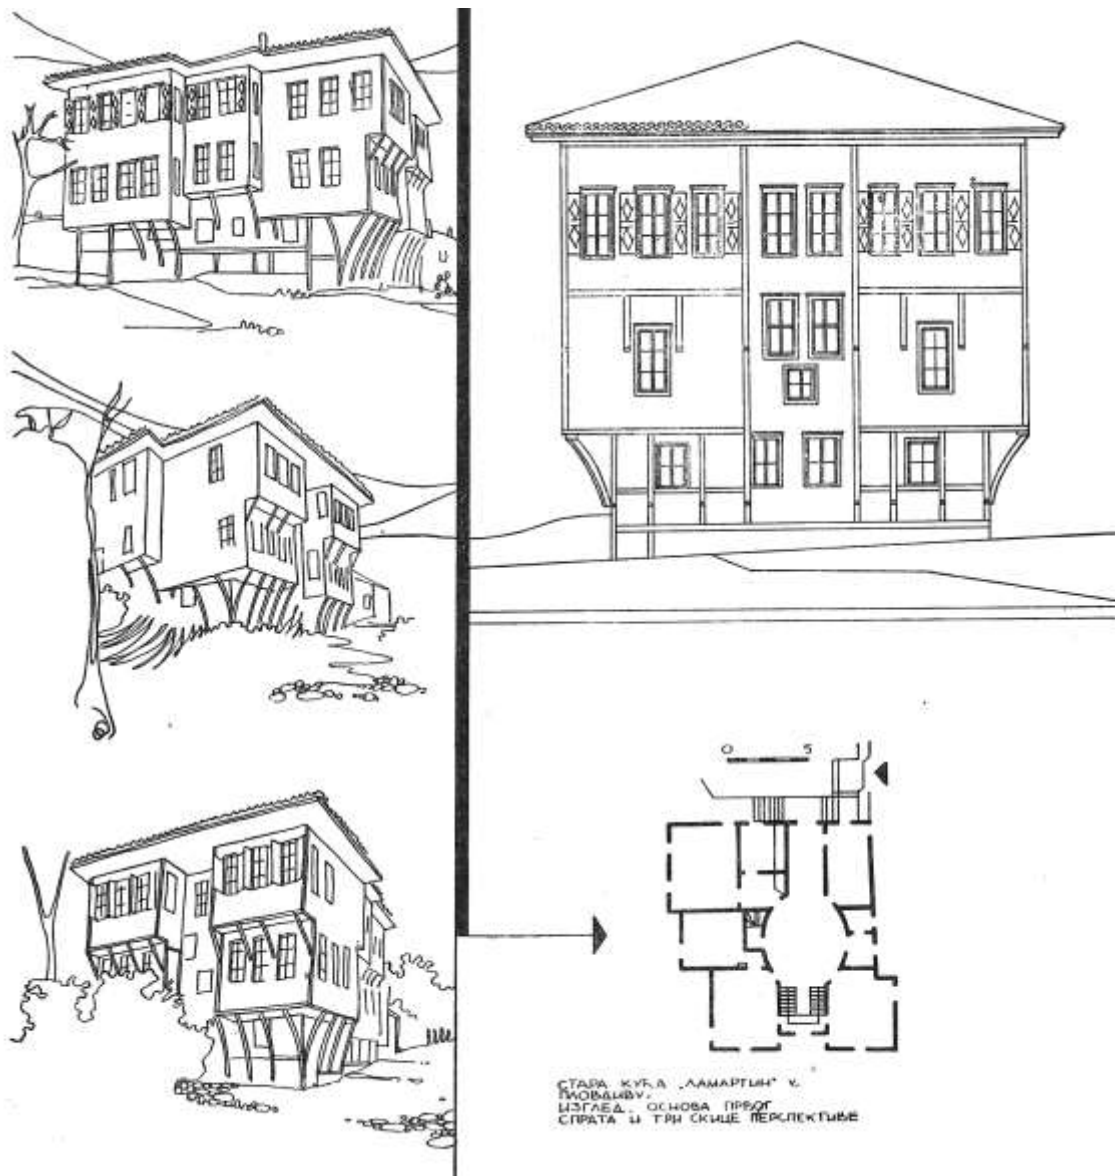 0 5
СТАРА КУЋА „ЛАМАРТИН“ У
ПЛОВДИВУ.
ИЗГЛЕД, ОСНОВА ПРВОГ
СПРАТА И ТРИ СКИЦЕ ПЕРСПЕКТИВЕ